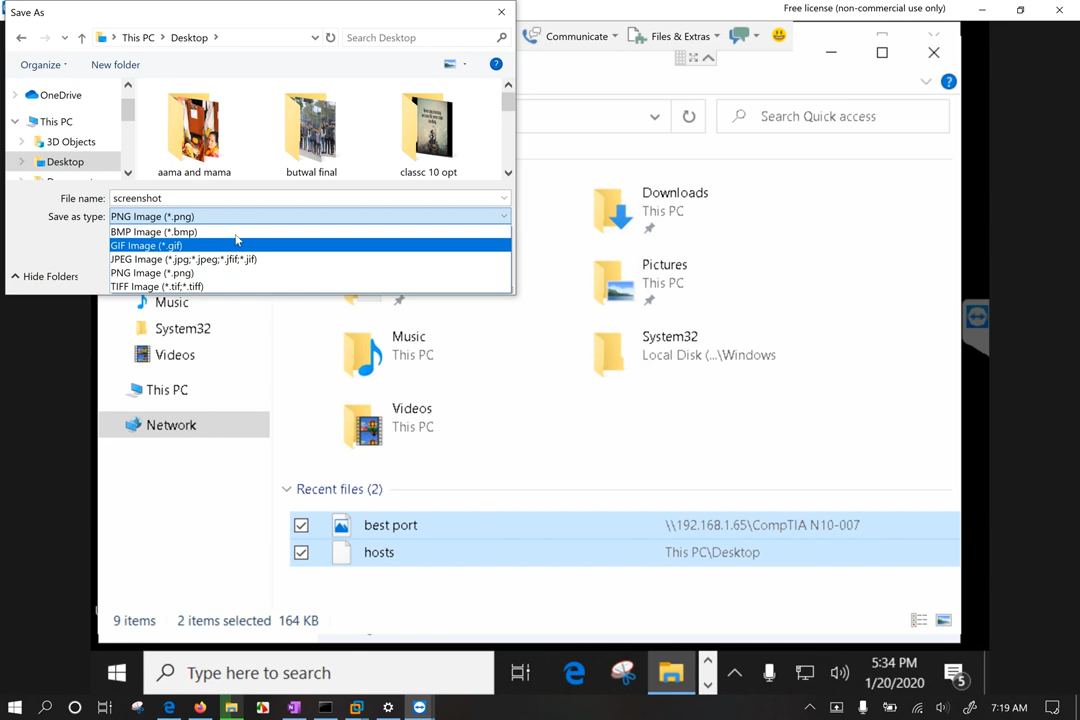 Save As
Free license (non-commercial use only)
This PC > Desktop >
Search Desktop
Communicate
Files & Extras
Organize
New folder
?
OneDrive
This PC
3D Objects
Desktop
aama and mama
butwal final
classc 10 opt
File name:
screenshot
Save as type:
PNG Image (*.png)
BMP Image (*.bmp)
GIF Image (*.gif)
JPEG Image (*.jpg;*.jpeg;*.jfif;*.jif)
PNG Image (*.png)
TIFF Image (*.tif;*.tiff)
Hide Folders
?
Search Quick access
Downloads
This PC
Pictures
This PC
Music
This PC
System32
Local Disk (...\Windows
Videos
This PC
Music
System32
Videos
This PC
Network
Recent files (2)
best port
\\192.168.1.65\CompTIA N10-007
hosts
This PC\Desktop
9 items
2 items selected 164 KB
Type here to search
5:34 PM
1/20/2020
5
7:19 AM